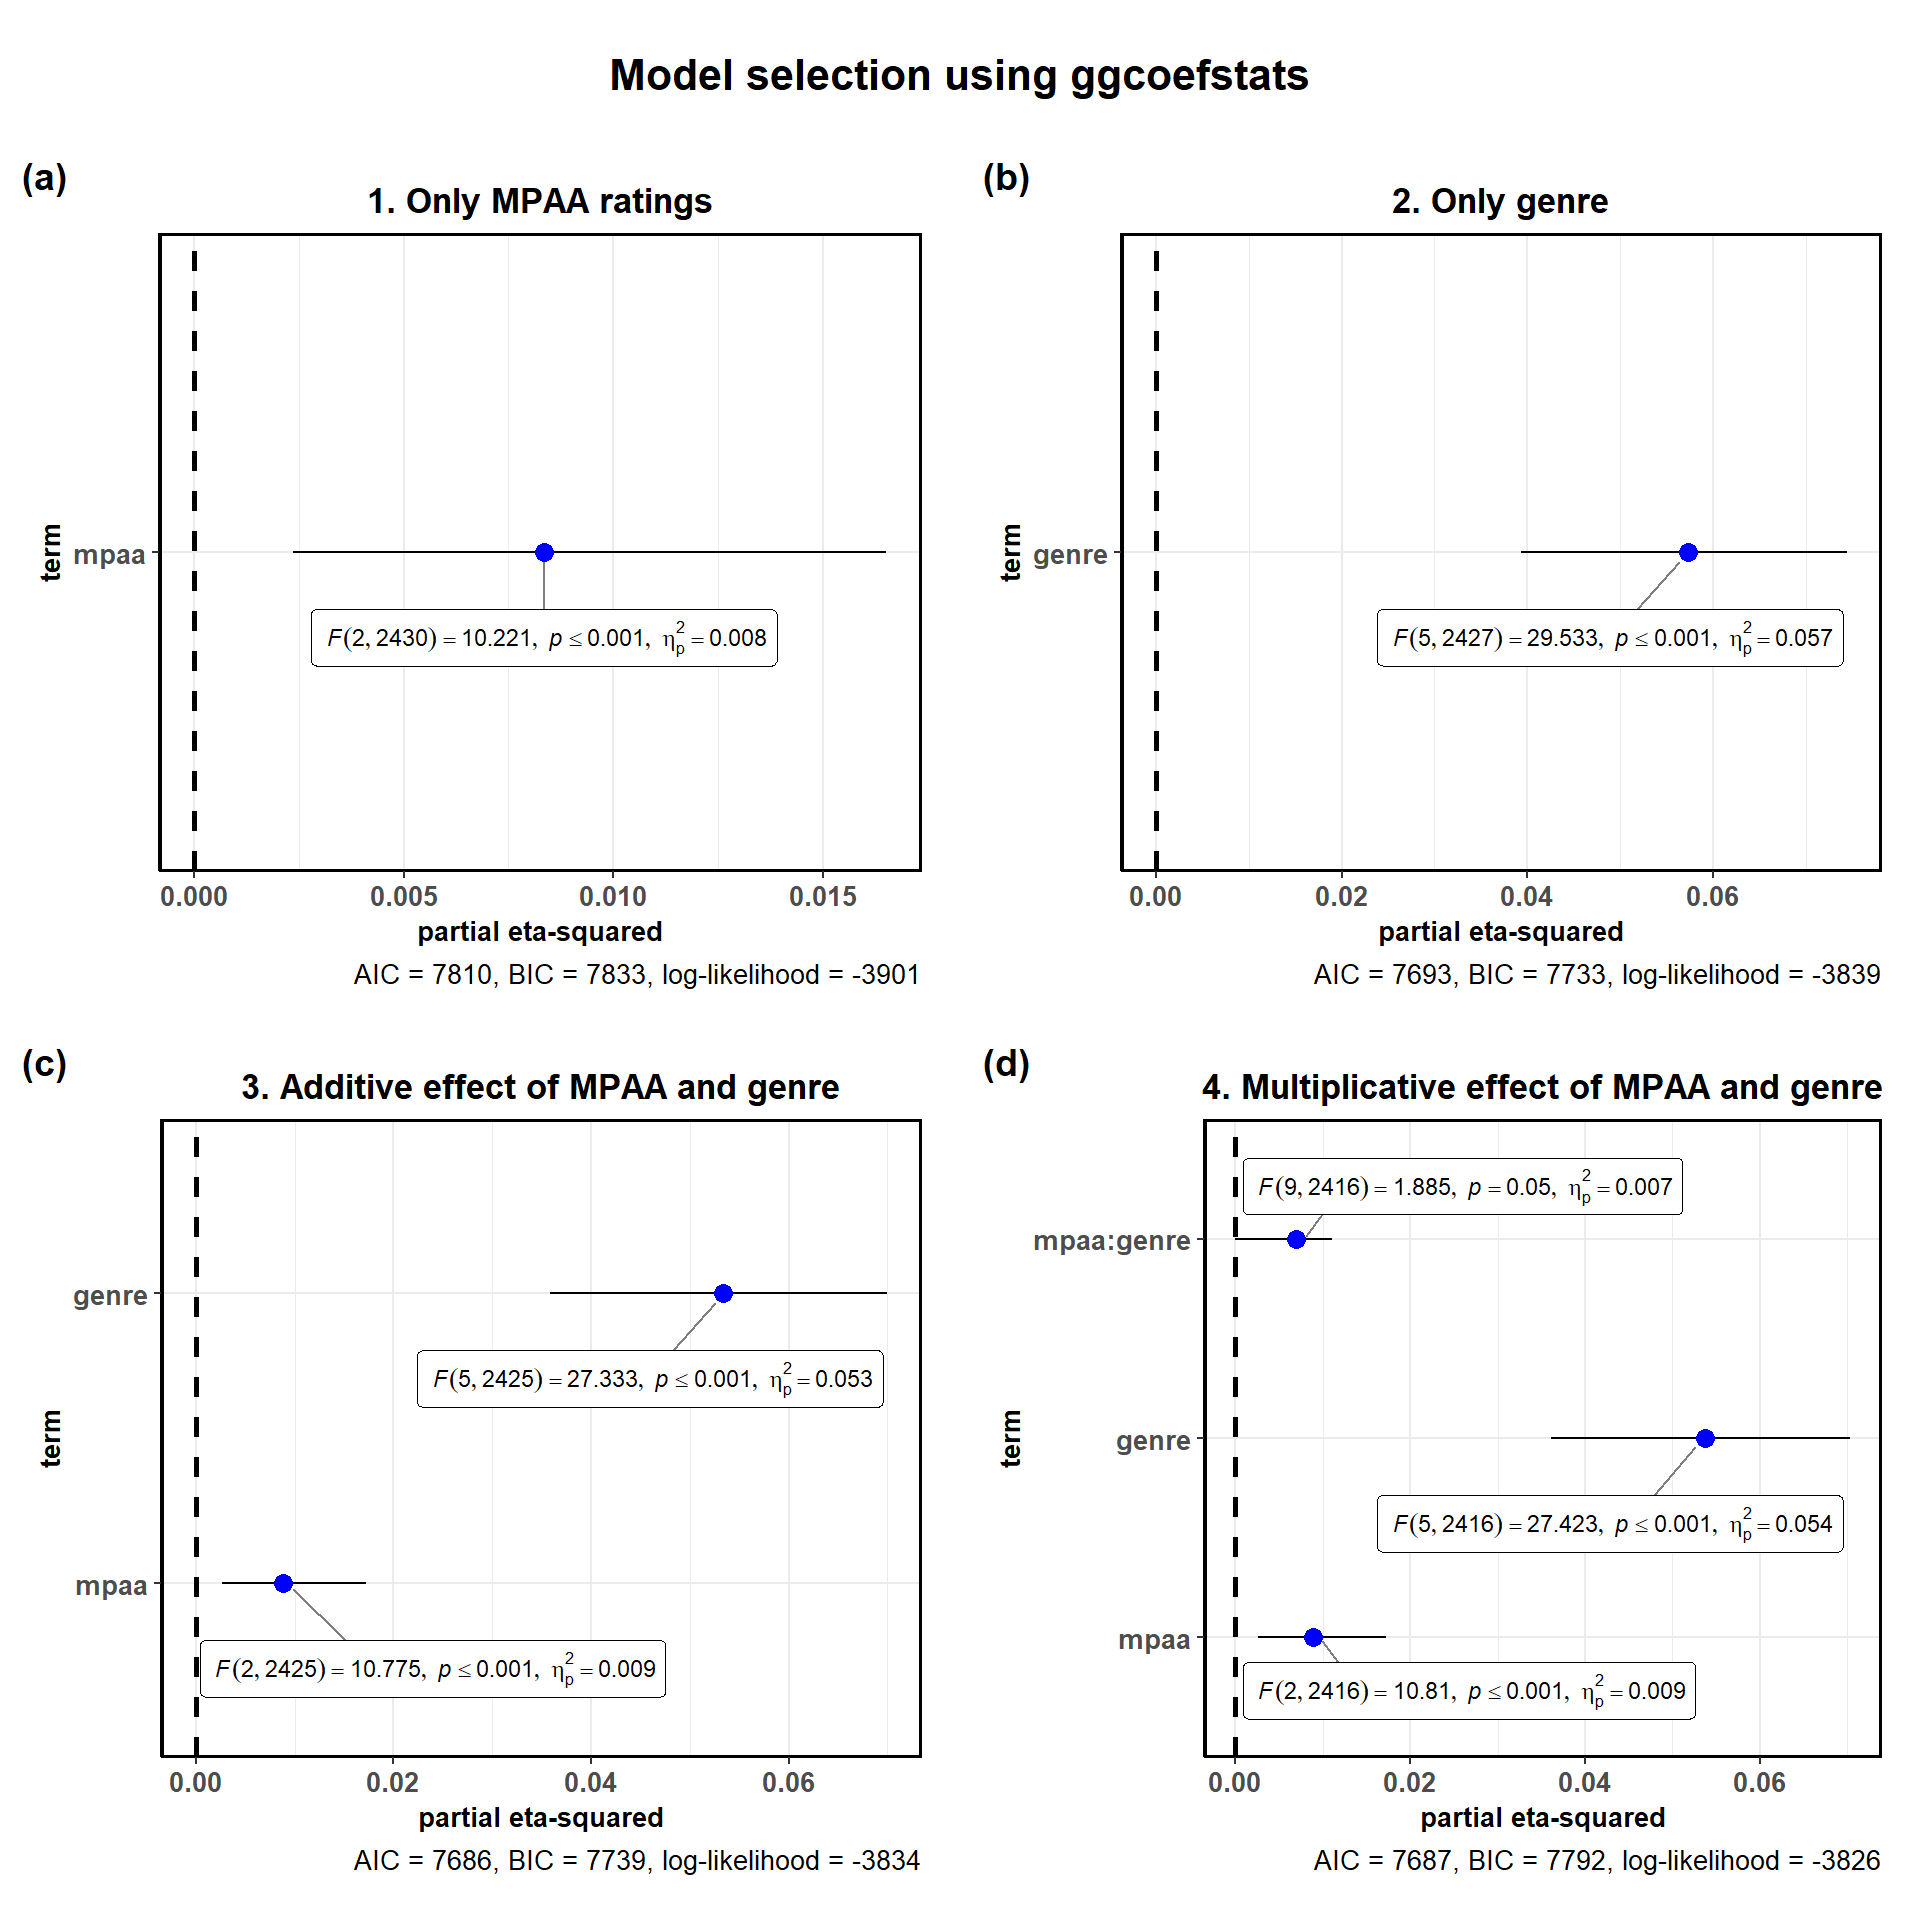 Model selection using ggcoefstats
(a)
1. Only MPAA ratings
term
mpaa
F(2, 2430) = 10.221, p ≤ 0.001, η²ₚ = 0.008
0.000 0.005 0.010 0.015
partial eta-squared
AIC = 7810, BIC = 7833, log-likelihood = -3901
(b)
2. Only genre
term
genre
F(5, 2427) = 29.533, p ≤ 0.001, η²ₚ = 0.057
0.00 0.02 0.04 0.06
partial eta-squared
AIC = 7693, BIC = 7733, log-likelihood = -3839
(c)
3. Additive effect of MPAA and genre
term
genre
F(5, 2425) = 27.333, p ≤ 0.001, η²ₚ = 0.053
mpaa
F(2, 2425) = 10.775, p ≤ 0.001, η²ₚ = 0.009
0.00 0.02 0.04 0.06
partial eta-squared
AIC = 7686, BIC = 7739, log-likelihood = -3834
(d)
4. Multiplicative effect of MPAA and genre
term
F(9, 2416) = 1.885, p = 0.05, η²ₚ = 0.007
mpaa:genre
genre
F(5, 2416) = 27.423, p ≤ 0.001, η²ₚ = 0.054
mpaa
F(2, 2416) = 10.81, p ≤ 0.001, η²ₚ = 0.009
0.00 0.02 0.04 0.06
partial eta-squared
AIC = 7687, BIC = 7792, log-likelihood = -3826